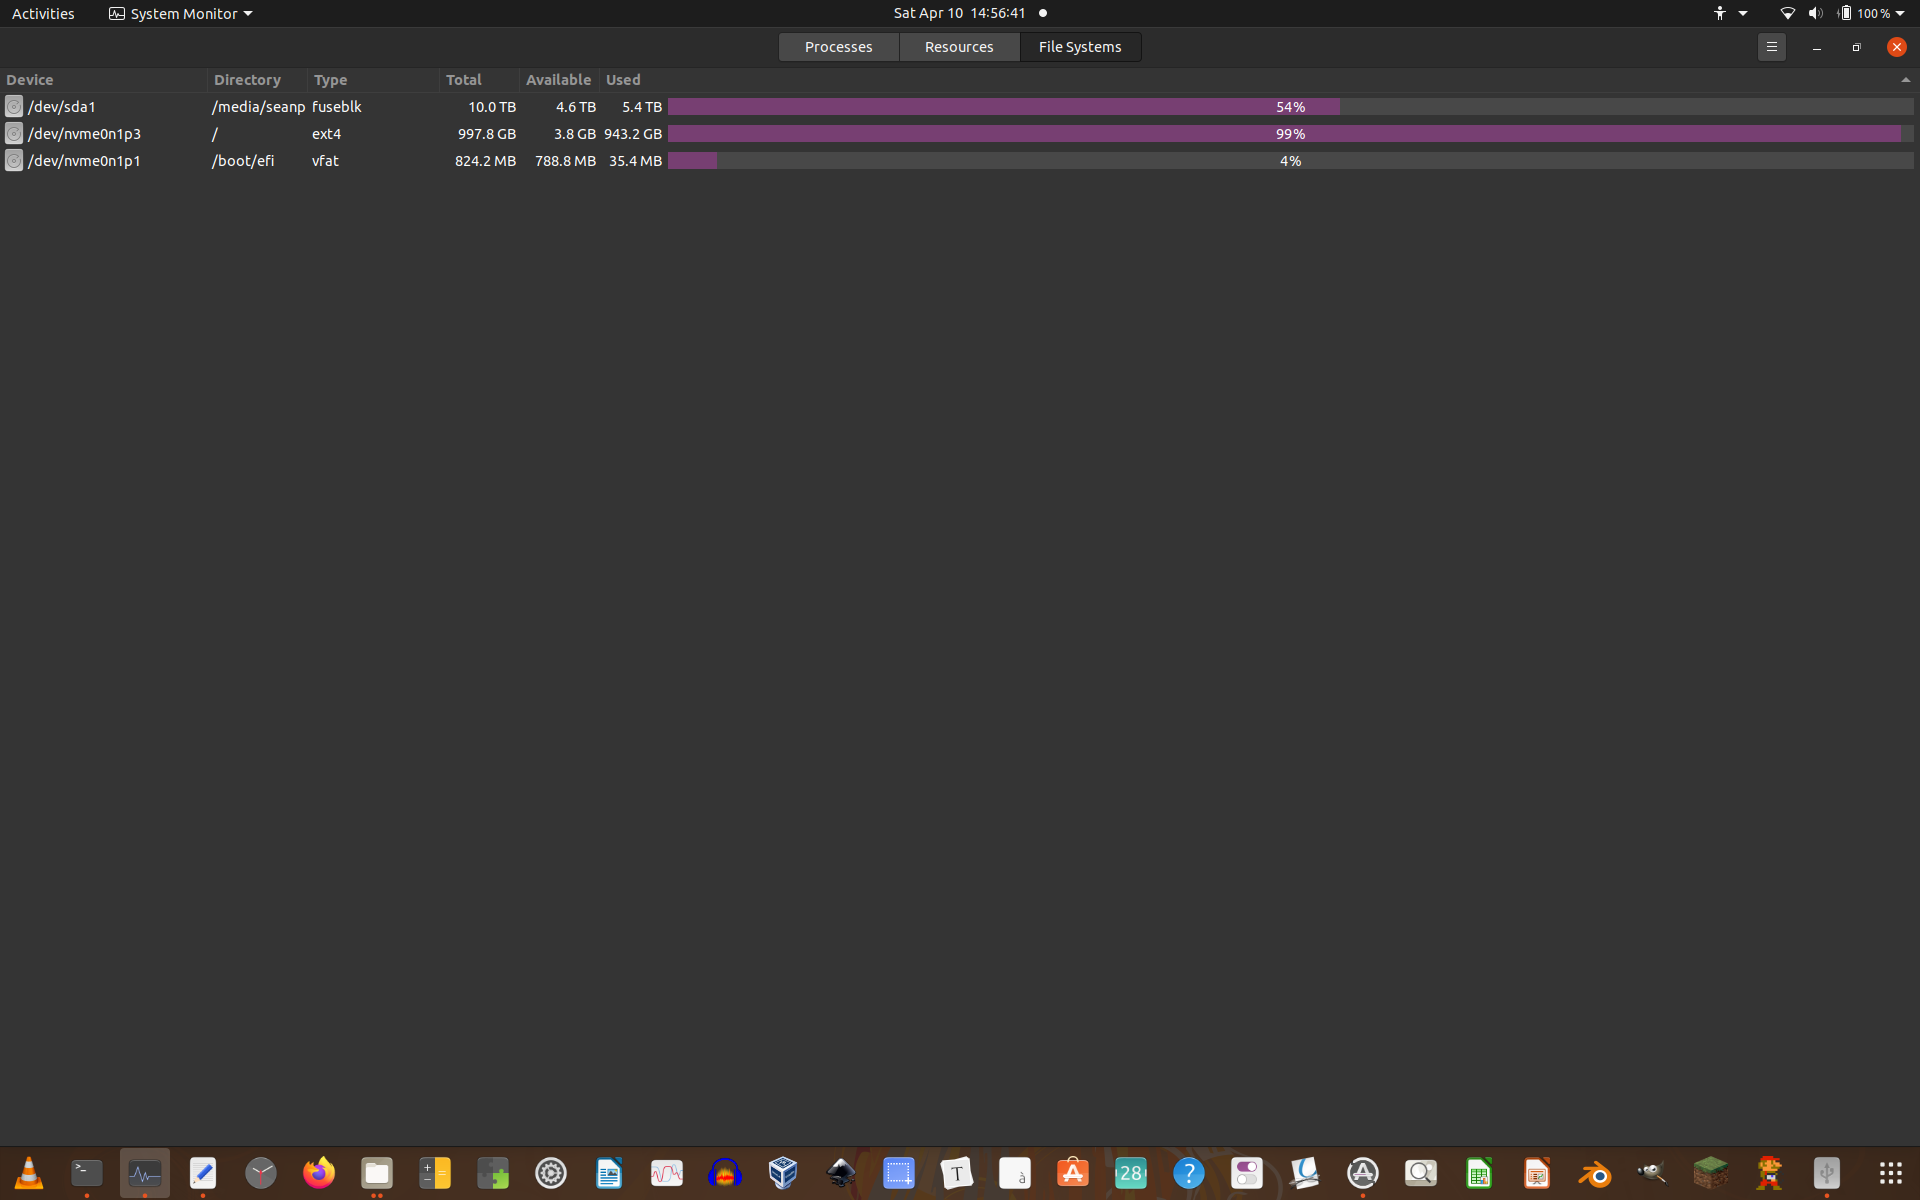 Activities System Monitor Sat Apr 10 14:56:41 100 %
Processes Resources File Systems
Device Directory Type Total Available Used
/dev/sda1 /media/seanp fuseblk 10.0 TB 4.6 TB 5.4 TB 54%
/dev/nvme0n1p3 / ext4 997.8 GB 3.8 GB 943.2 GB 99%
/dev/nvme0n1p1 /boot/efi vfat 824.2 MB 788.8 MB 35.4 MB 4%
>_ T à A 28 ?